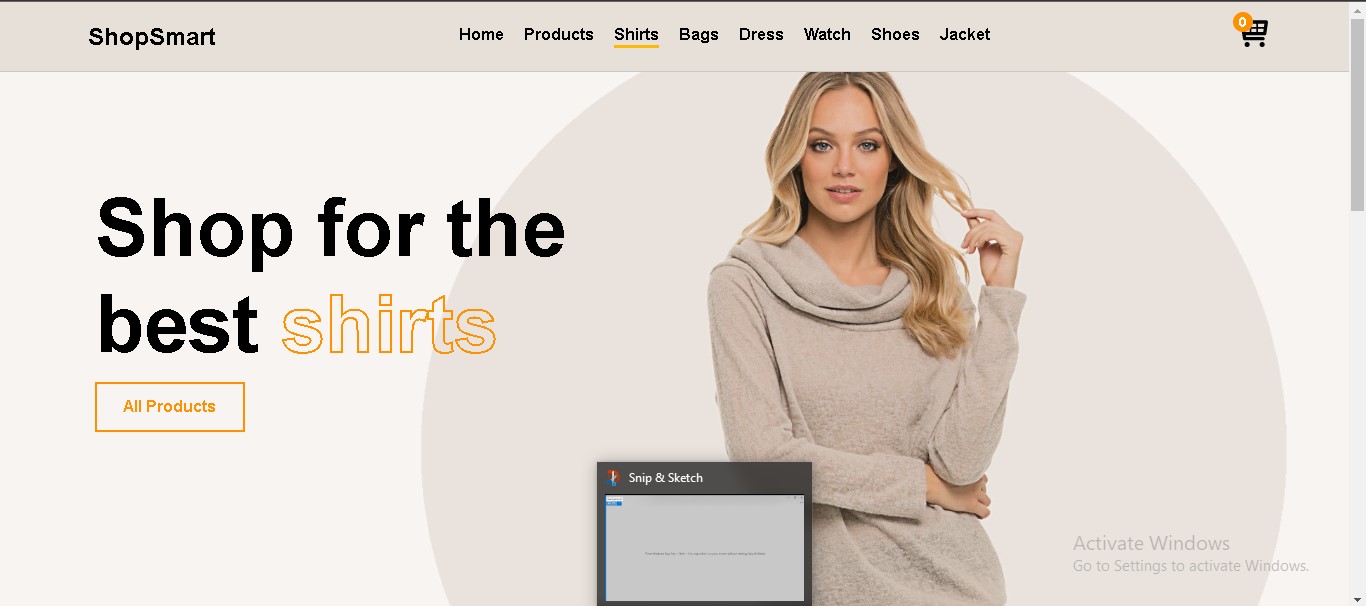 ShopSmart
Home Products Shirts Bags Dress Watch Shoes Jacket
0
Shop for the
best shirts
All Products
Snip & Sketch
Activate Windows
Go to Settings to activate Windows.